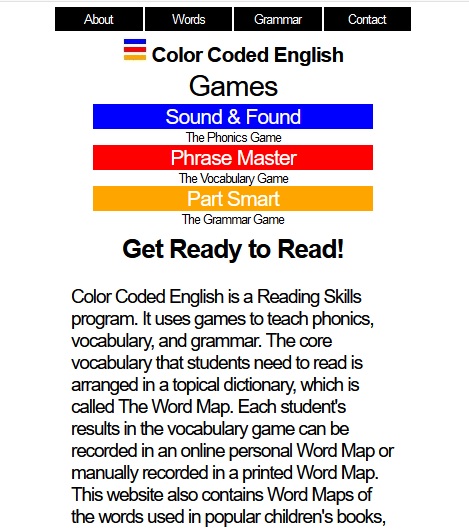 About Words Grammar Contact
Color Coded English
Games
Sound & Found
The Phonics Game
Phrase Master
The Vocabulary Game
Part Smart
The Grammar Game
Get Ready to Read!
Color Coded English is a Reading Skills
program. It uses games to teach phonics,
vocabulary, and grammar. The core
vocabulary that students need to read is
arranged in a topical dictionary, which is
called The Word Map. Each student's
results in the vocabulary game can be
recorded in an online personal Word Map or
manually recorded in a printed Word Map.
This website also contains Word Maps of
the words used in popular children's books,